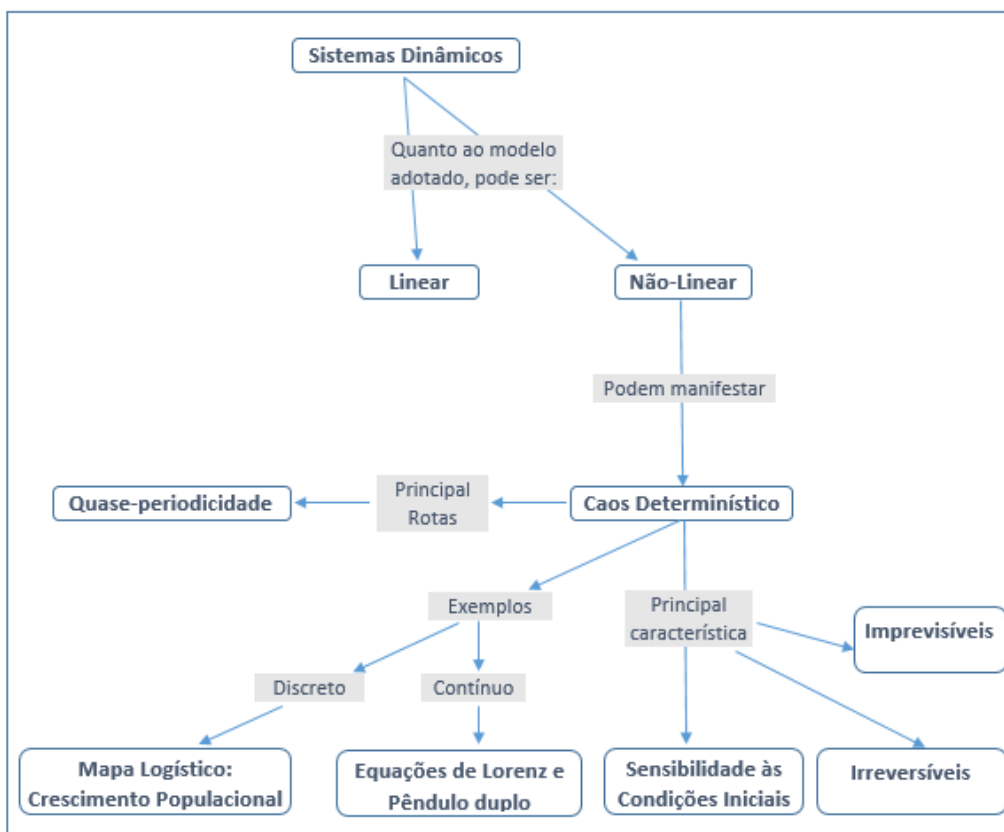 Sistemas Dinâmicos
Quanto ao modelo
adotado, pode ser:
Linear
Não-Linear
Podem manifestar
Quase-periodicidade
Principal
Rotas
Caos Determinístico
Exemplos
Principal
característica
Imprevisíveis
Discreto
Contínuo
Mapa Logístico:
Crescimento Populacional
Equações de Lorenz e
Pêndulo duplo
Sensibilidade às
Condições Iniciais
Irreversíveis